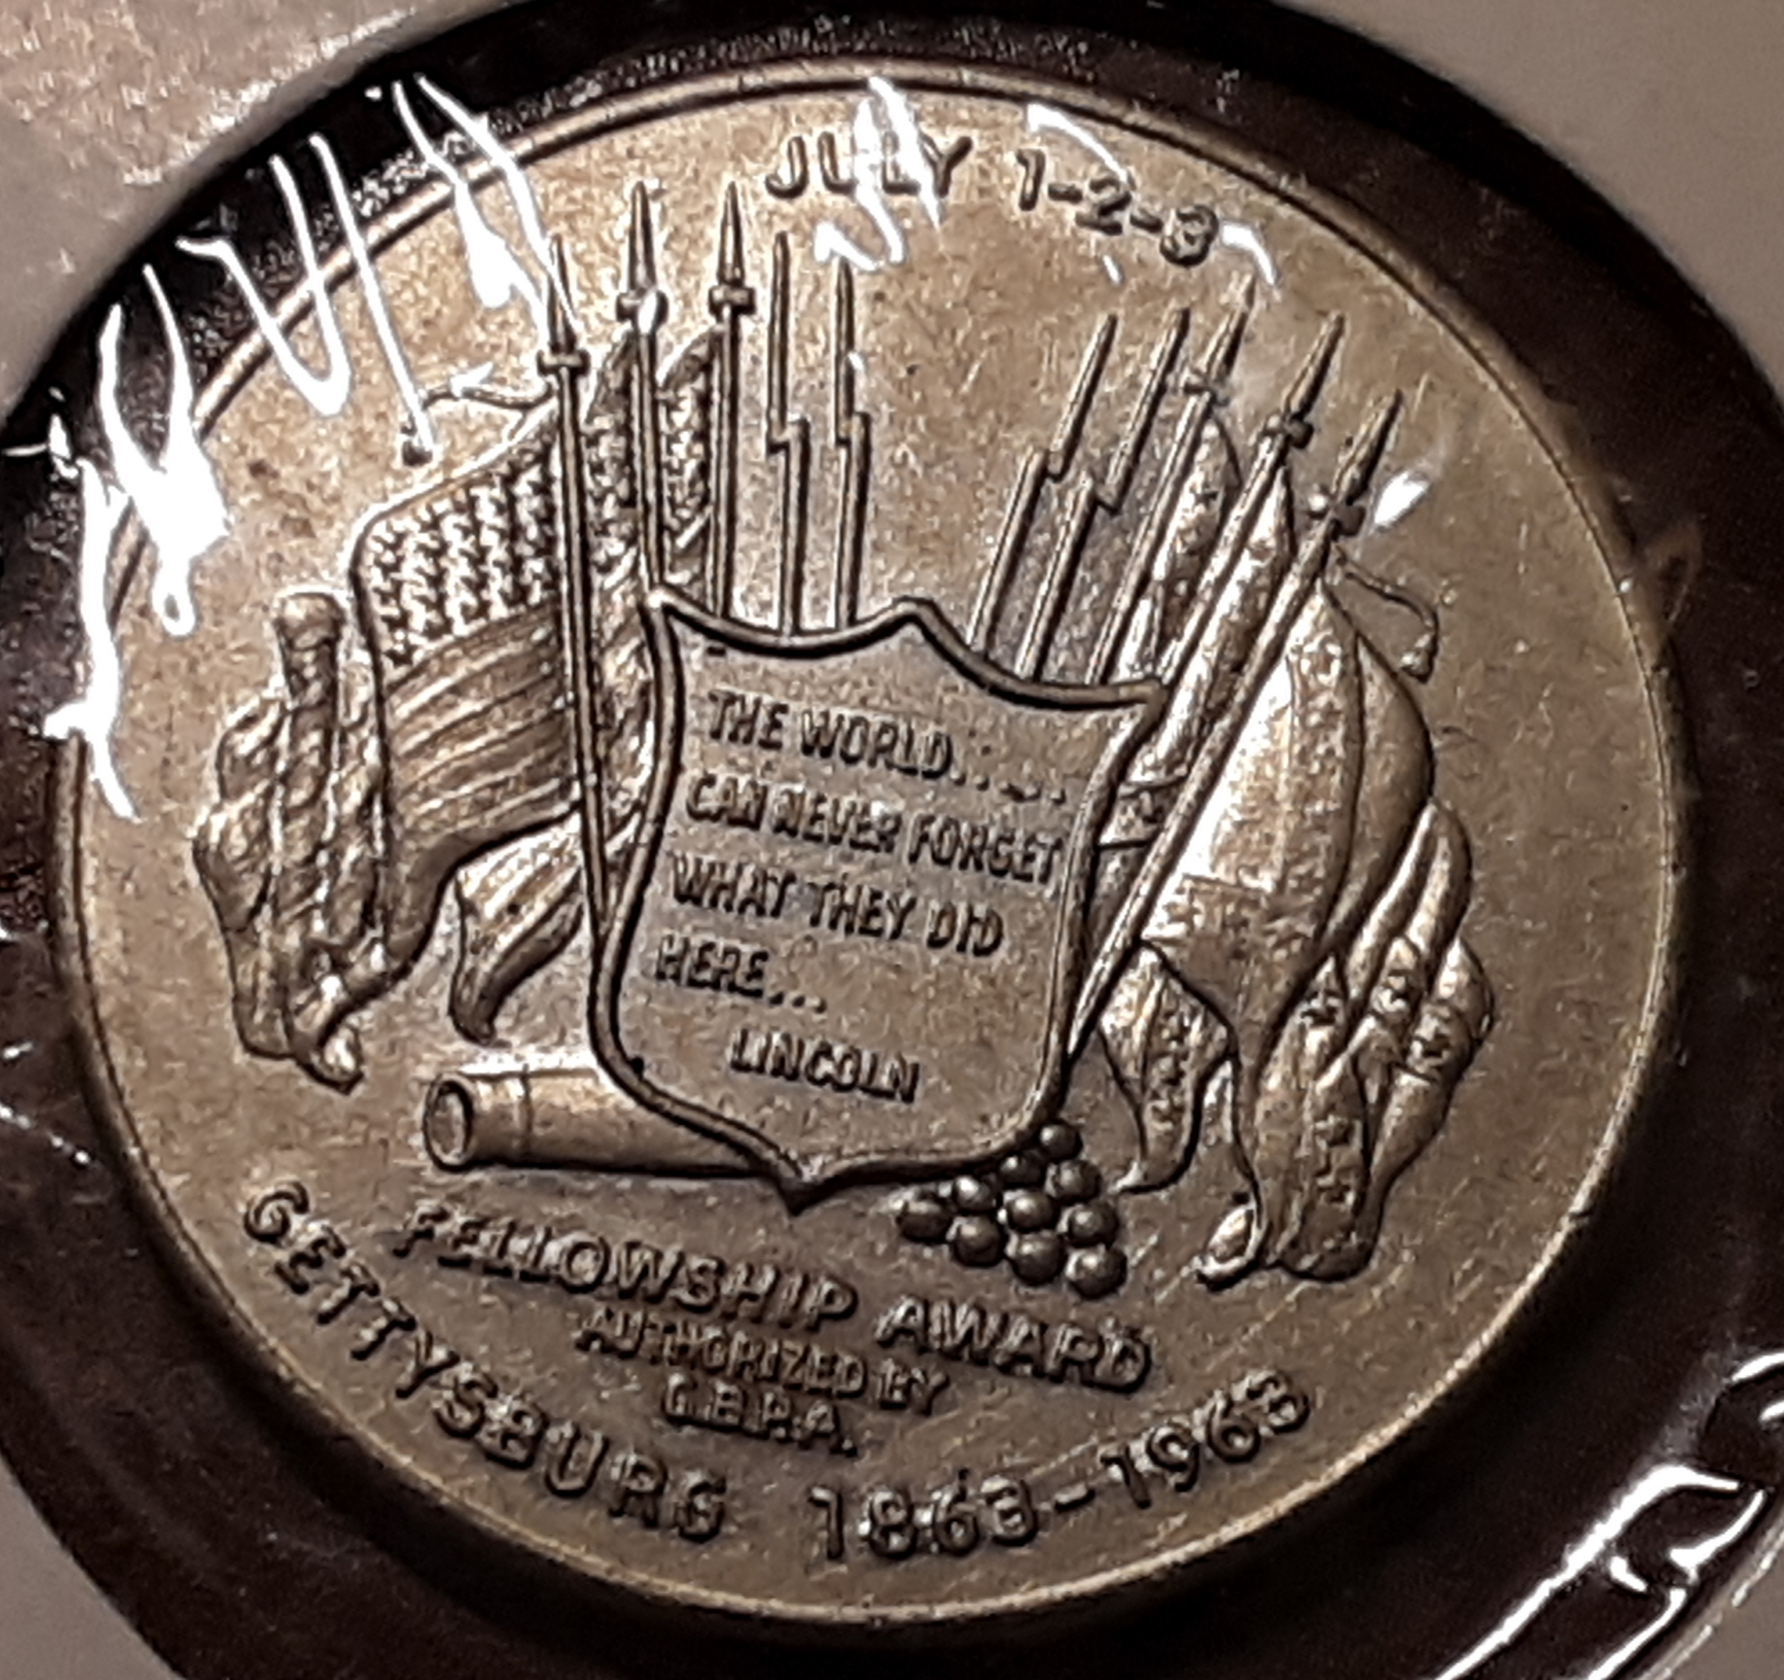 JULY 1-2-3
THE WORLD.....
CAN NEVER FORGET
WHAT THEY DID
HERE...
LINCOLN
FELLOWSHIP AWARD
AUTHORIZED BY
G.B.P.A.
GETTYSBURG 1863-1963